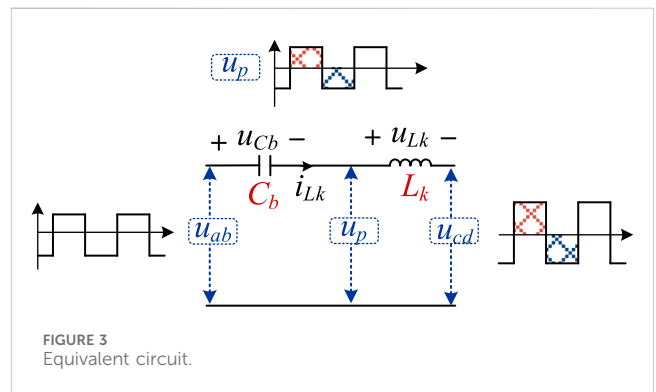 u_p
+ u_Cb − + u_Lk −
C_b i_Lk L_k
u_ab u_p u_cd
FIGURE 3
Equivalent circuit.